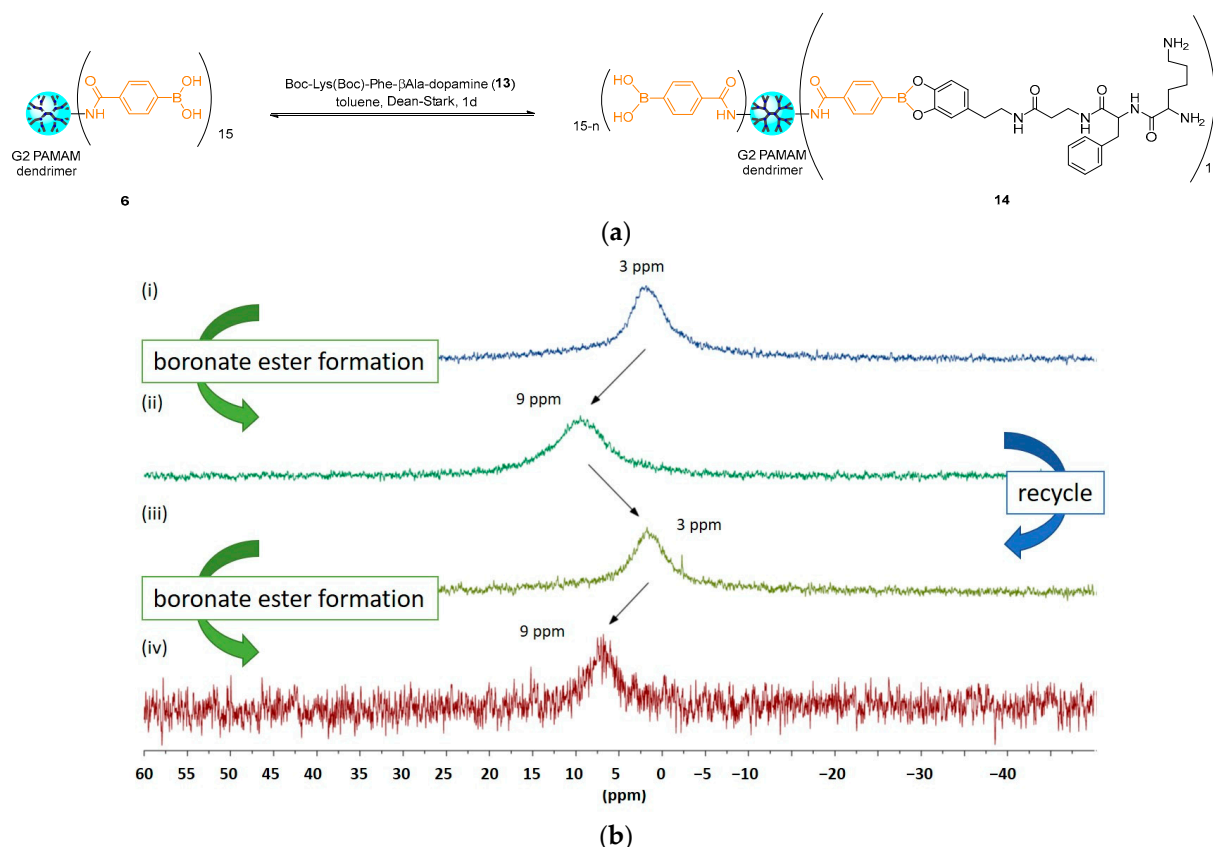 O
NH
B
OH
OH
15
G2 PAMAM
dendrimer
6
Boc-Lys(Boc)-Phe-βAla-dopamine (13)
toluene, Dean-Stark, 1d
15-n
HO
HO
B
O
NH
G2 PAMAM
dendrimer
O
NH
B
O
O
N
H
O
N
H
O
H
N
O
NH2
NH2
1
14
(a)
(i)
3 ppm
boronate ester formation
(ii)
9 ppm
recycle
(iii)
3 ppm
boronate ester formation
(iv)
9 ppm
60 55 50 45 40 35 30 25 20 15 10 5 0 −5 −10 −20 −30 −40
(ppm)
(b)